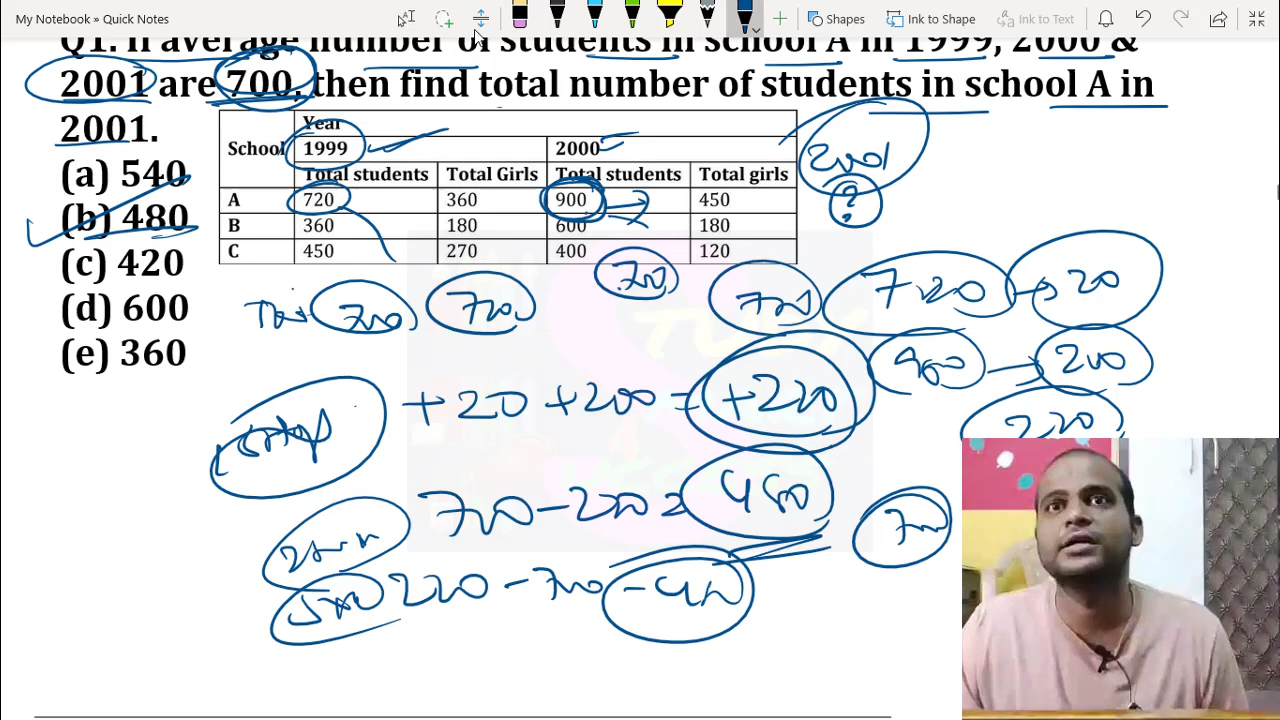 My Notebook » Quick Notes
Shapes
Ink to Shape
Ink to Text
Q1. If average number of students in school A in 1999, 2000 &
2001 are 700, then find total number of students in school A in
2001.
School Year
1999 2000
Total students Total Girls Total students Total girls
A 720 360 900 450
B 360 180 600 180
C 450 270 400 120
2001
?
(a) 540
(b) 480
(c) 420
(d) 600
(e) 360
700 720 700 700 720 → 20
900 → 200
+20 +200 = +220
220
700 - 220 = 480
700
220 - 700 - 480